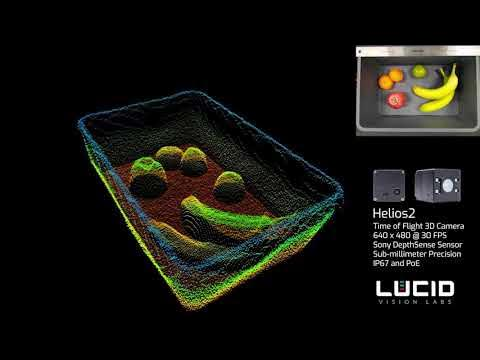 Helios2
Time of Flight 3D Camera
640 x 480 @ 30 FPS
Sony DepthSense Sensor
Sub-millimeter Precision
IP67 and PoE
LUCID
VISION LABS